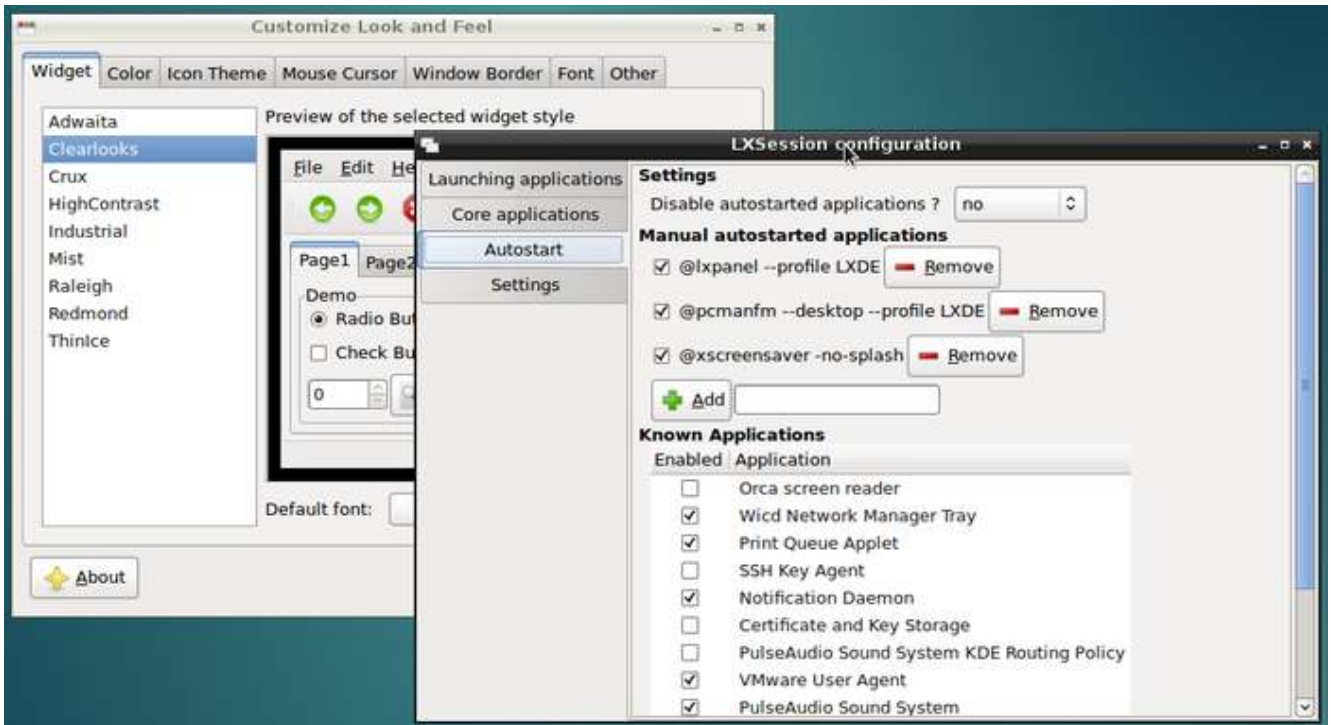 Customize Look and Feel
Widget Color Icon Theme Mouse Cursor Window Border Font Other
Adwaita
Clearlooks
Crux
HighContrast
Industrial
Mist
Raleigh
Redmond
ThinIce
Preview of the selected widget style
File Edit He
Page1 Page2
Demo
Radio But
Check Bu
0
Default font:
About
LXSession configuration
Launching applications
Core applications
Autostart
Settings
Settings
Disable autostarted applications ? no
Manual autostarted applications
@lxpanel --profile LXDE Remove
@pcmanfm --desktop --profile LXDE Remove
@xscreensaver -no-splash Remove
Add
Known Applications
Enabled Application
Orca screen reader
Wicd Network Manager Tray
Print Queue Applet
SSH Key Agent
Notification Daemon
Certificate and Key Storage
PulseAudio Sound System KDE Routing Policy
VMware User Agent
PulseAudio Sound System